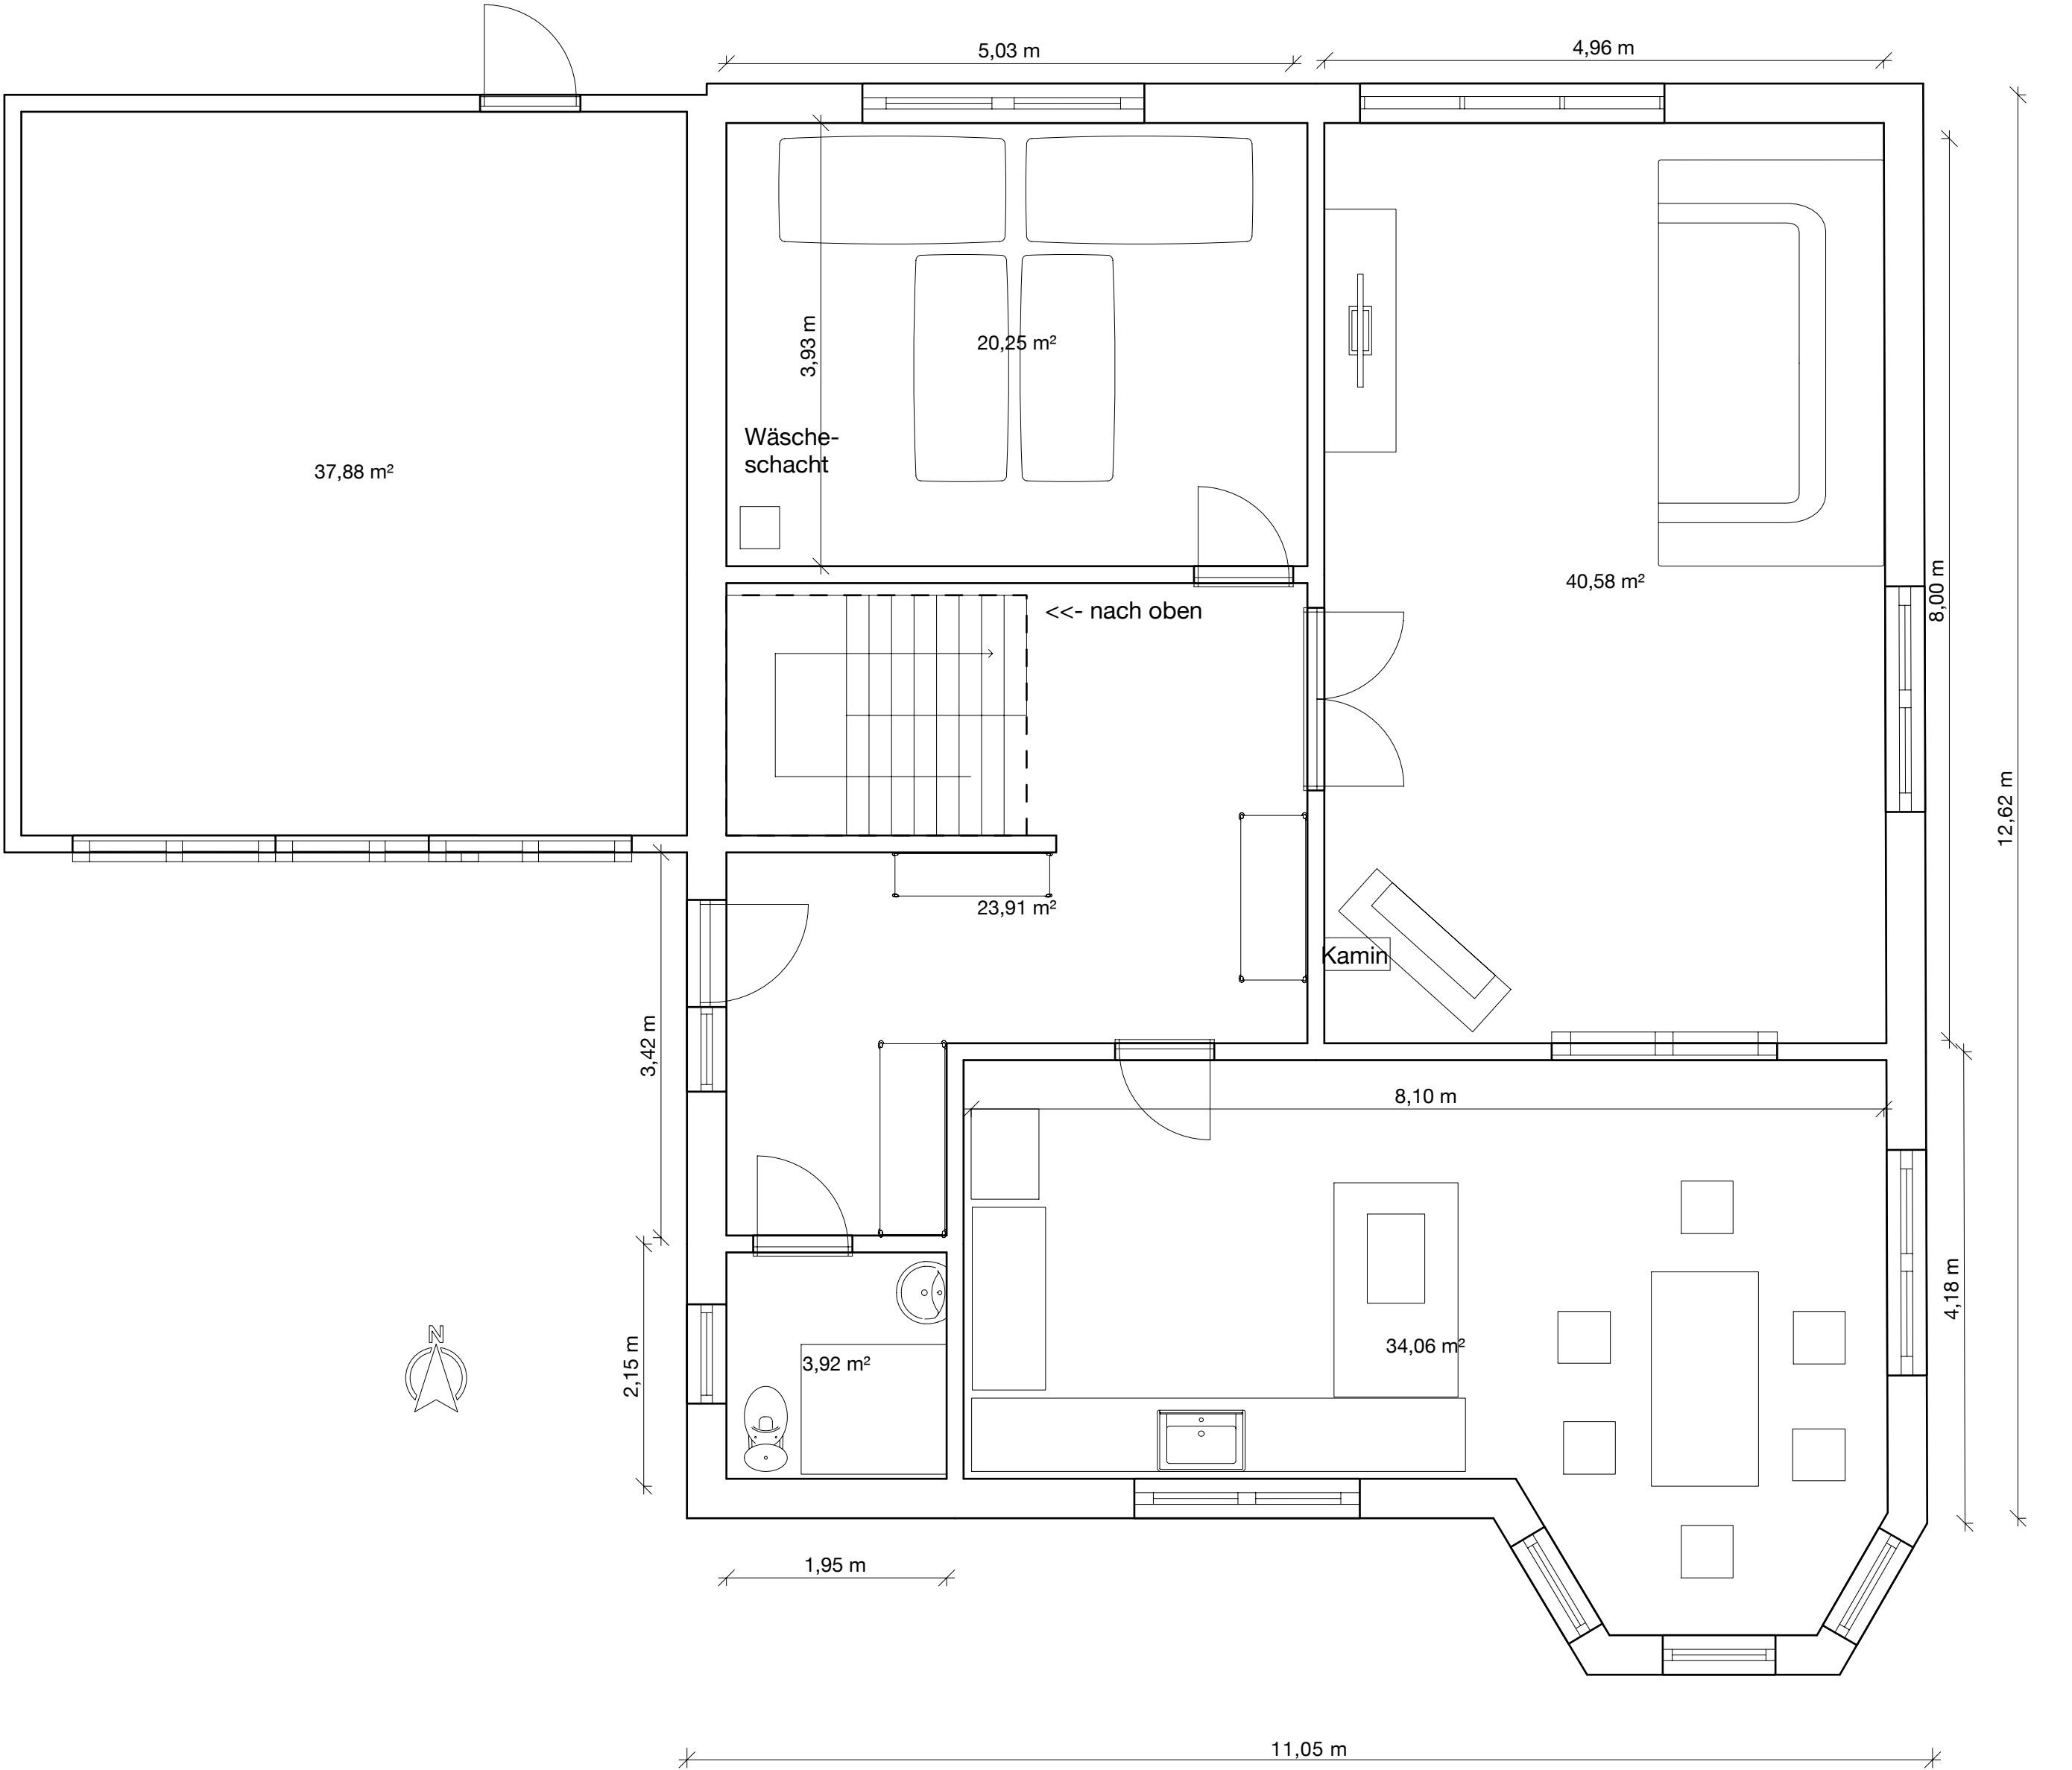 5,03 m
4,96 m
3,93 m
20,25 m²
Wäsche-
schacht
37,88 m²
40,58 m²
8,00 m
<<- nach oben
12,62 m
23,91 m²
Kamin
3,42 m
8,10 m
4,18 m
N
34,06 m²
3,92 m²
2,15 m
1,95 m
11,05 m